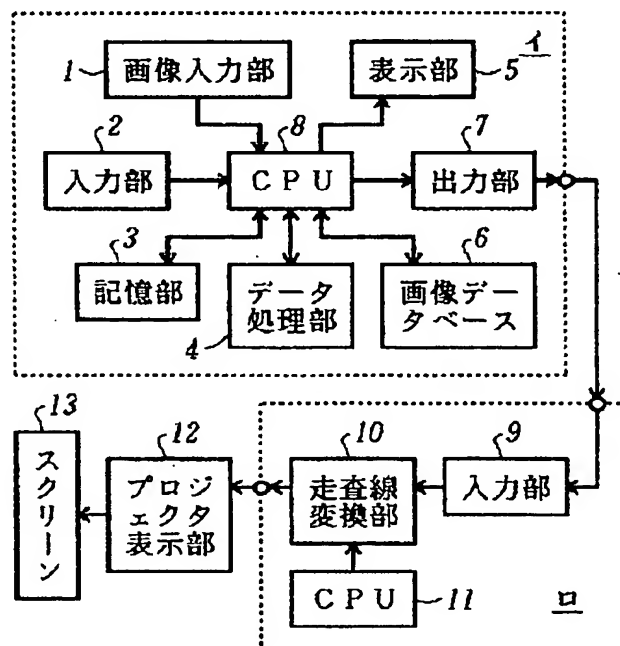 イ
1
画像入力部
表示部
5
2
8
7
入力部
CPU
出力部
3
6
記憶部
データ
処理部
4
画像デー
タベース
13
12
10
9
スクリーン
プロジ
ェクタ
表示部
走査線
変換部
入力部
CPU
11
ロ